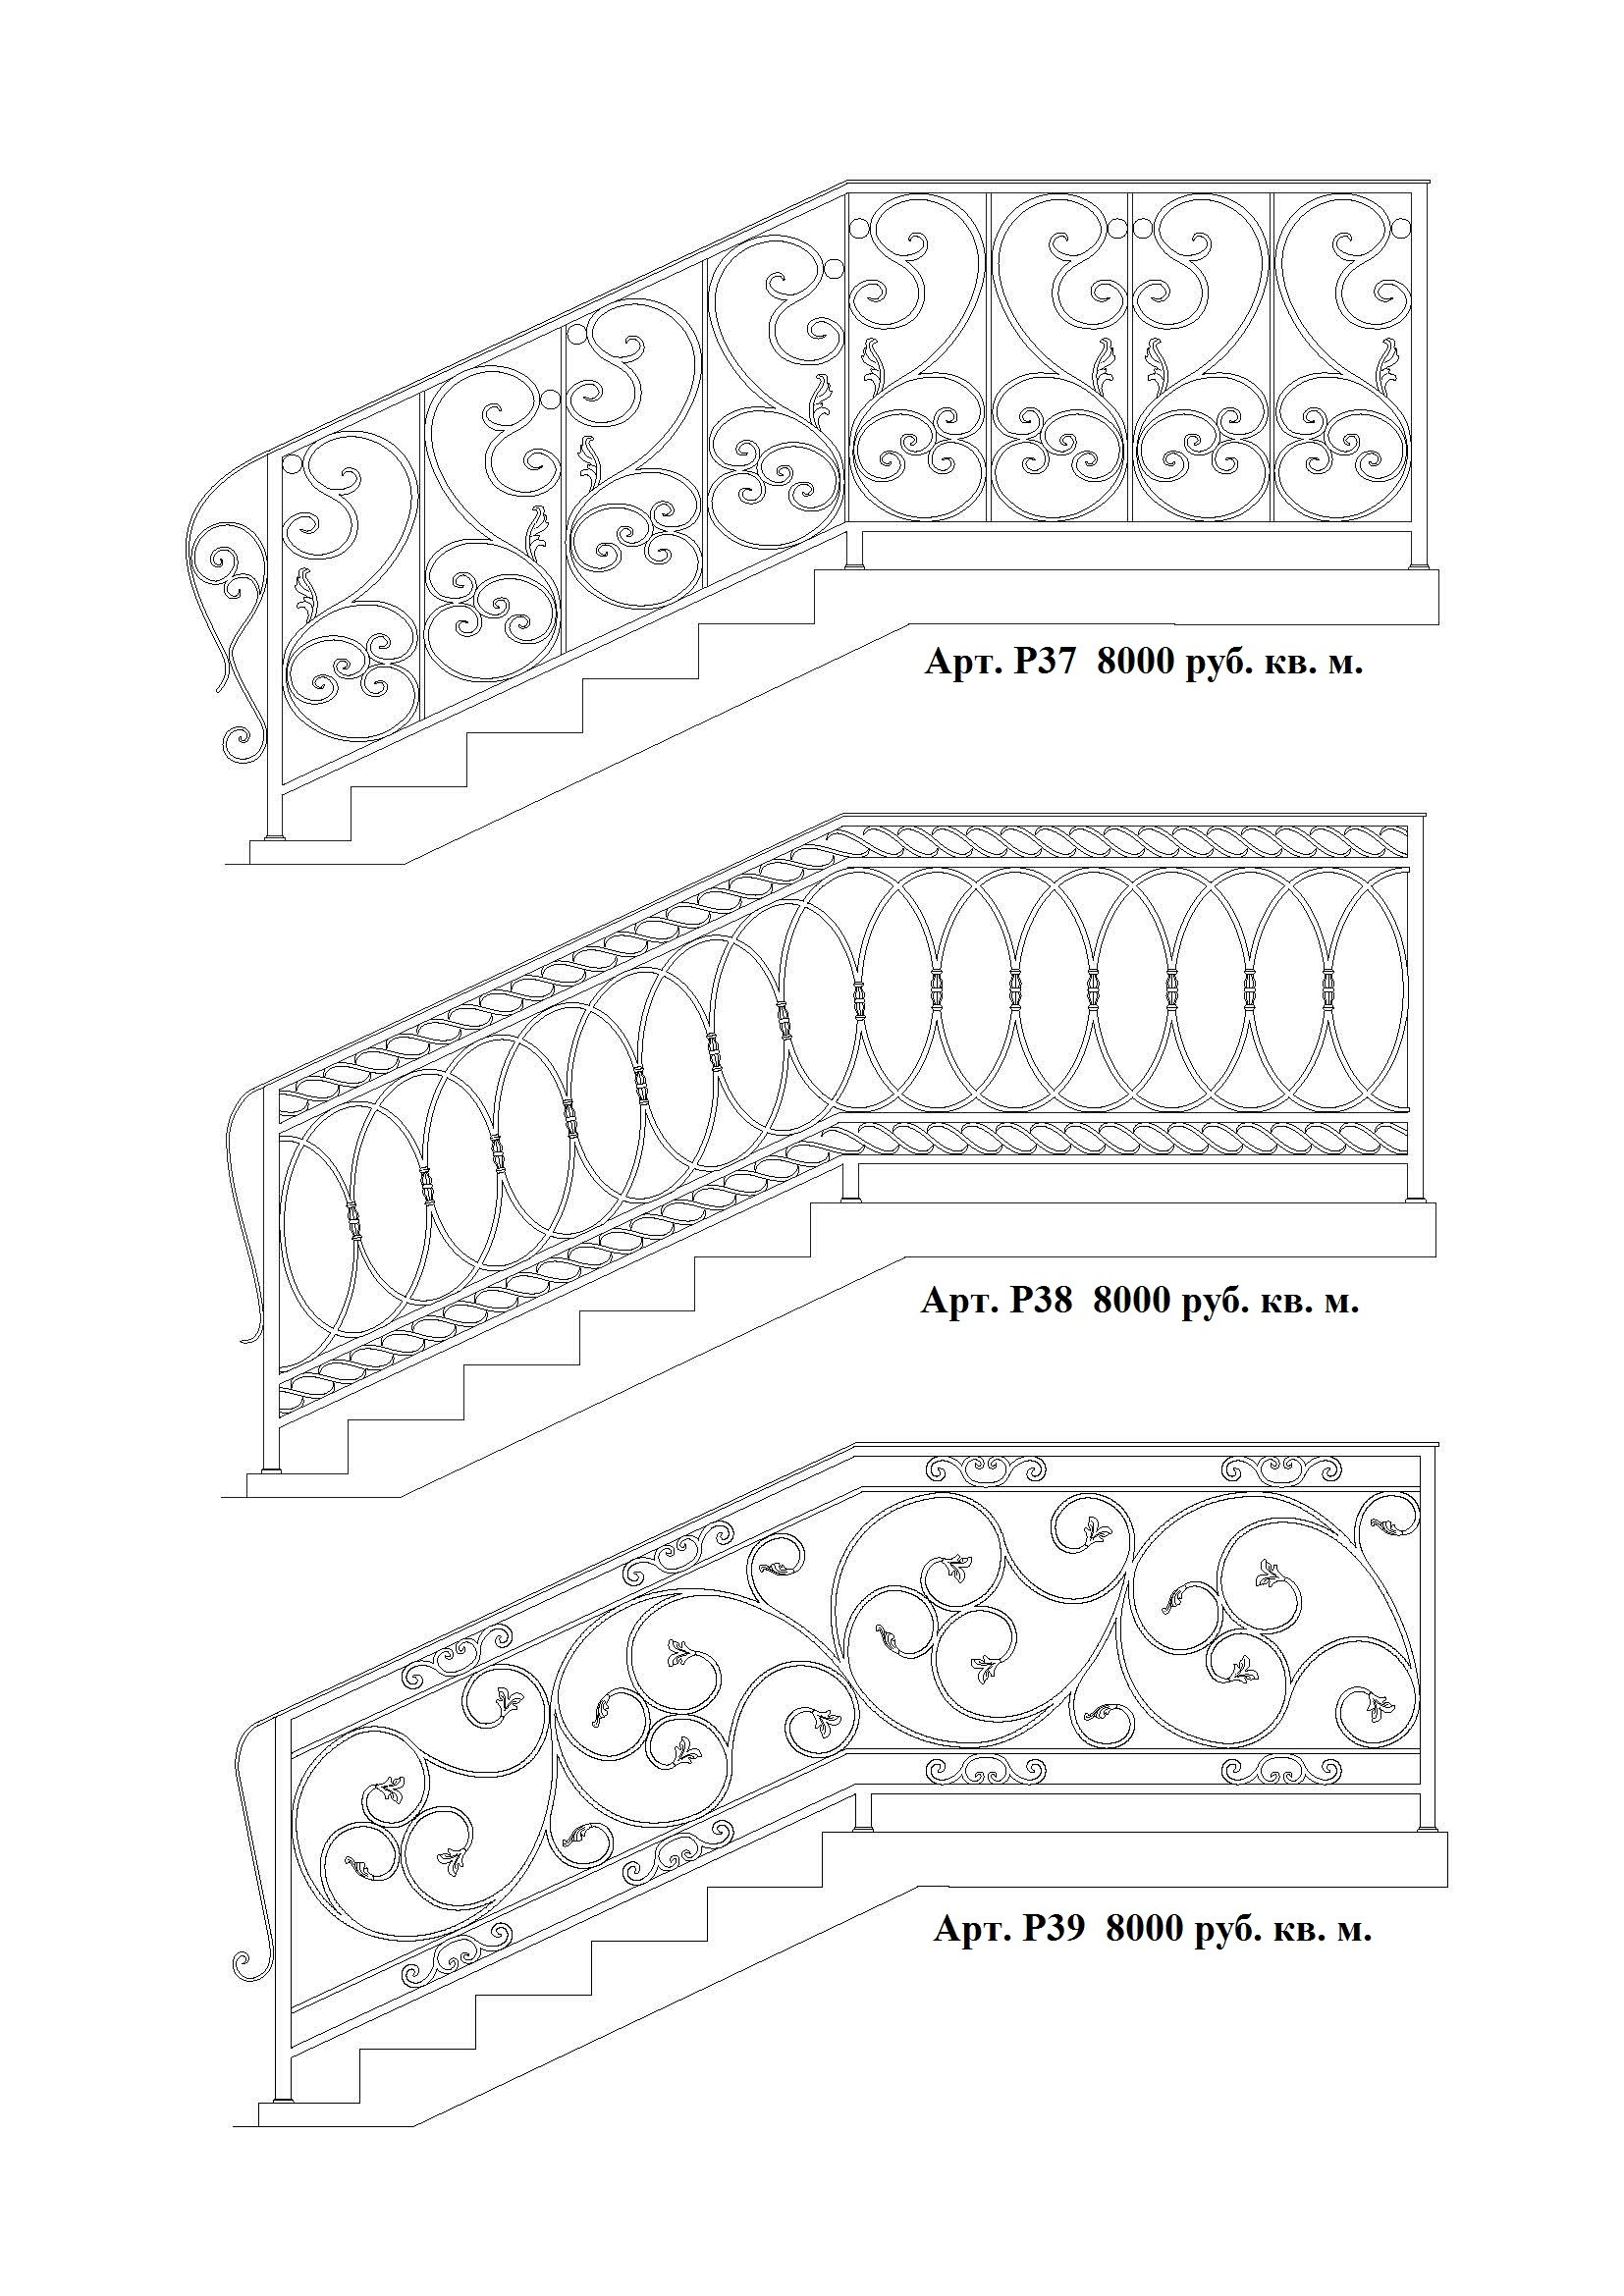 Арт. Р37  8000 руб. кв. м.
Арт. Р38  8000 руб. кв. м.
Арт. Р39  8000 руб. кв. м.